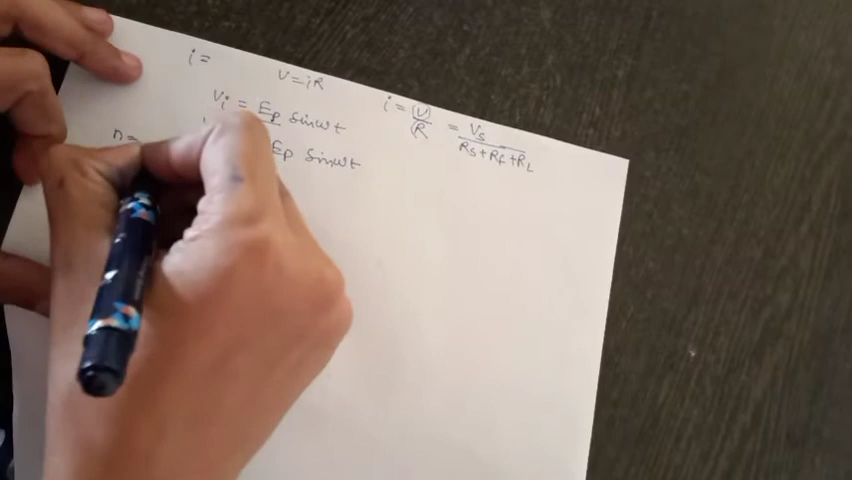 i =
V = iR
Vi = Ep Sinωt
i = V/R = Vs/(Rs+Rf+RL)
n =
Ep Sinωt